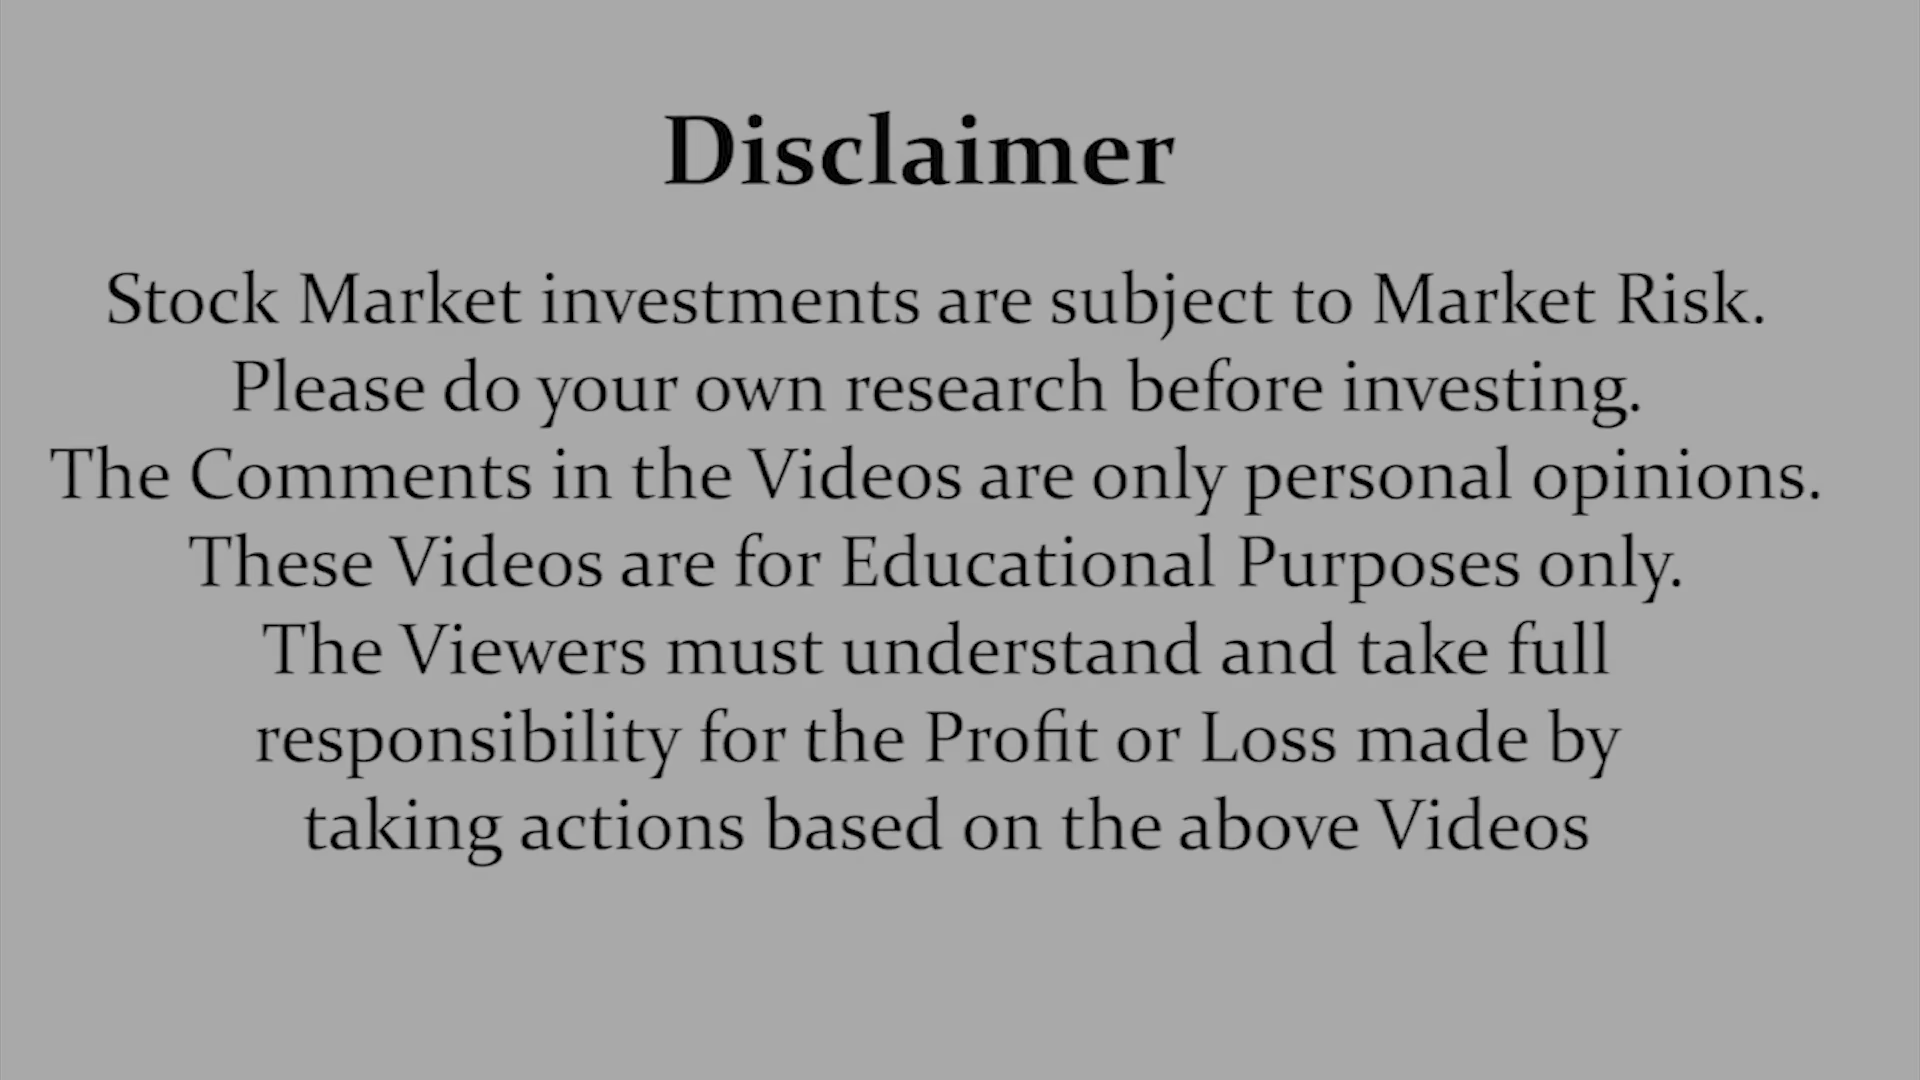 Disclaimer
Stock Market investments are subject to Market Risk.
Please do your own research before investing.
The Comments in the Videos are only personal opinions.
These Videos are for Educational Purposes only.
The Viewers must understand and take full
responsibility for the Profit or Loss made by
taking actions based on the above Videos